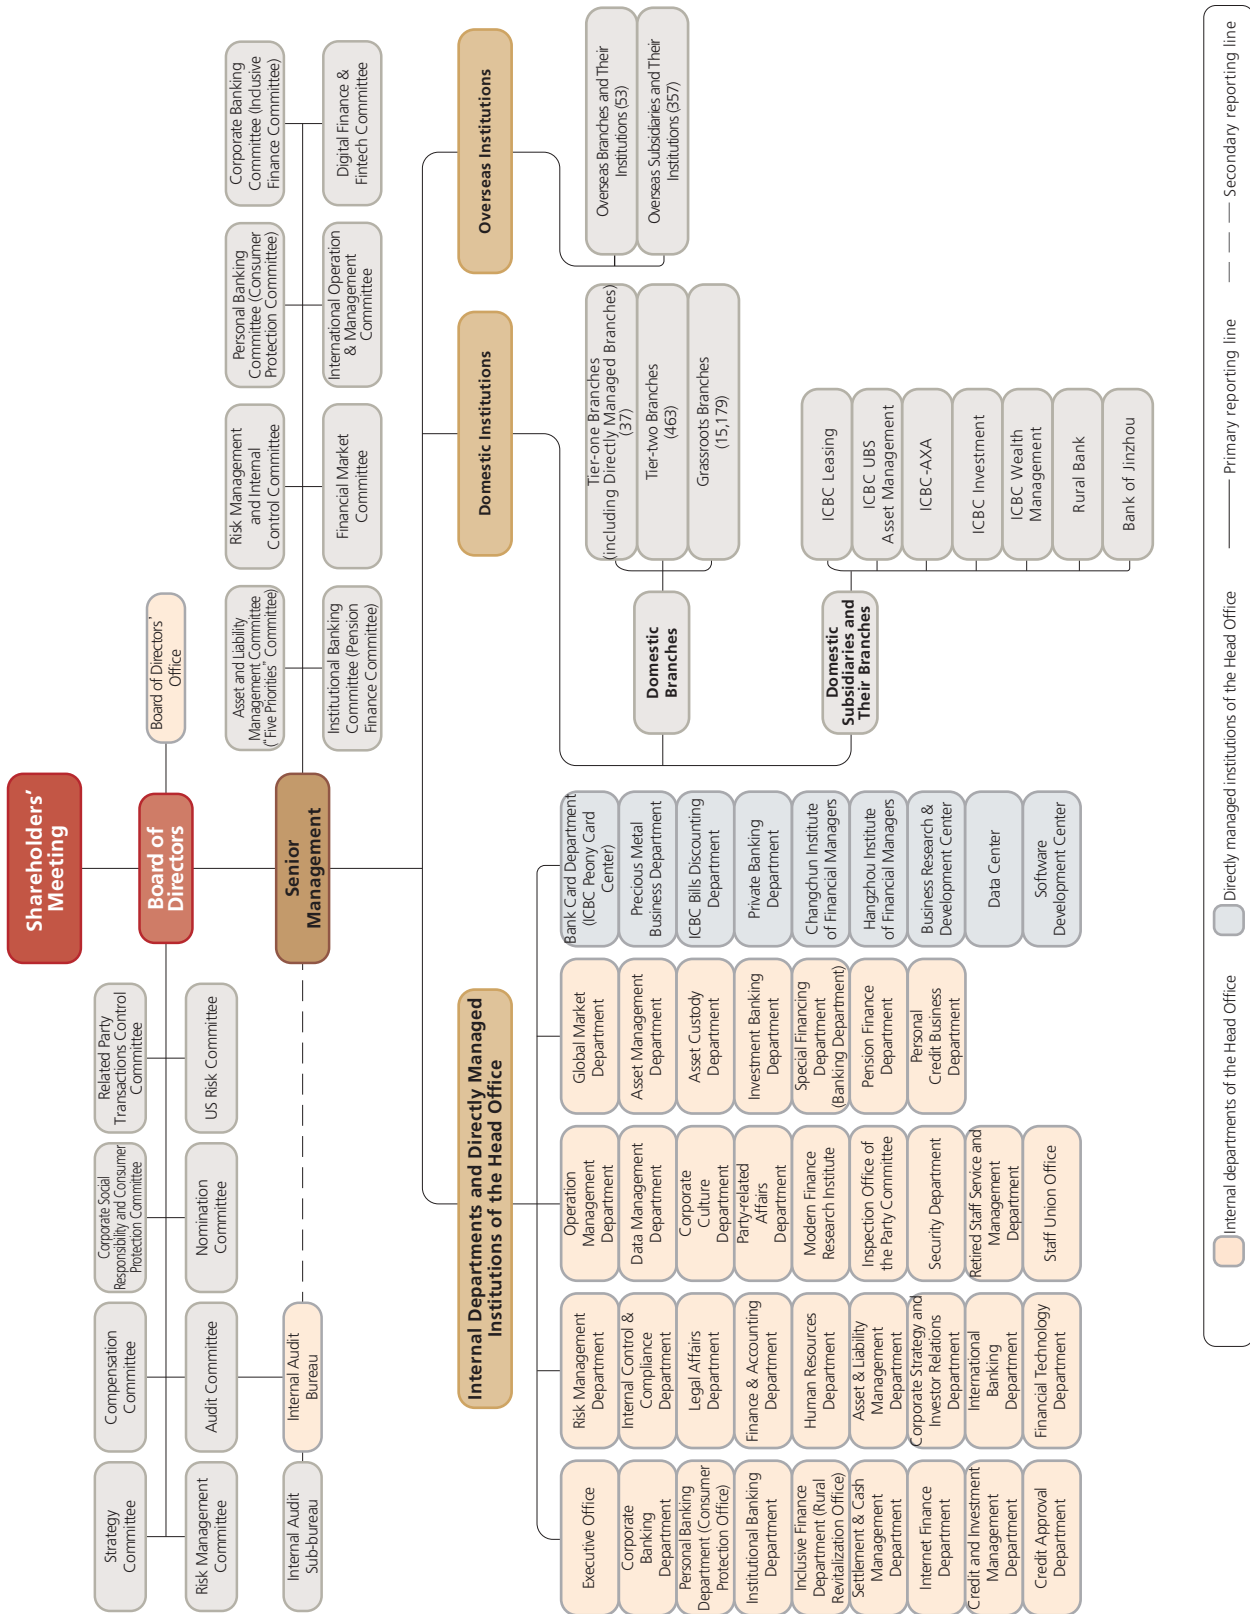 Shareholders'
Meeting
Board of
Directors
Board of Directors'
Office
Senior
Management
Strategy
Committee
Compensation
Committee
Corporate Social
Responsibility and Consumer
Protection Committee
Related Party
Transactions Control
Committee
Risk Management
Committee
Audit Committee
Nomination
Committee
US Risk Committee
Internal Audit
Sub-bureau
Internal Audit
Bureau
Asset and Liability
Management Committee
("Five Priorities" Committee)
Risk Management
and Internal
Control Committee
Personal Banking
Committee (Consumer
Protection Committee)
Corporate Banking
Committee (Inclusive
Finance Committee)
Institutional Banking
Committee (Pension
Finance Committee)
Financial Market
Committee
International Operation
& Management
Committee
Digital Finance &
Fintech Committee
Internal Departments and Directly Managed
Institutions of the Head Office
Domestic Institutions
Overseas Institutions
Executive Office
Corporate
Banking
Department
Personal Banking
Department (Consumer
Protection Office)
Institutional Banking
Department
Inclusive Finance
Department (Rural
Revitalization Office)
Settlement & Cash
Management
Department
Internet Finance
Department
Credit and Investment
Management
Department
Credit Approval
Department
Risk Management
Department
Internal Control &
Compliance
Department
Legal Affairs
Department
Finance & Accounting
Department
Human Resources
Department
Asset & Liability
Management
Department
Corporate Strategy and
Investor Relations
Department
International
Banking
Department
Financial Technology
Department
Operation
Management
Department
Data Management
Department
Corporate
Culture
Department
Party-related
Affairs
Department
Modern Finance
Research Institute
Inspection Office of
the Party Committee
Security Department
Retired Staff Service and
Management
Department
Staff Union Office
Global Market
Department
Asset Management
Department
Asset Custody
Department
Investment Banking
Department
Special Financing
Department
(Banking Department)
Pension Finance
Department
Personal
Credit Business
Department
Bank Card Department
(ICBC Peony Card
Center)
Precious Metal
Business Department
ICBC Bills Discounting
Department
Private Banking
Department
Changchun Institute
of Financial Managers
Hangzhou Institute
of Financial Managers
Business Research &
Development Center
Data Center
Software
Development Center
Domestic
Branches
Tier-one Branches
(including Directly Managed Branches)
(37)
Tier-two Branches
(463)
Grassroots Branches
(15,179)
Domestic
Subsidiaries and
Their Branches
ICBC Leasing
ICBC UBS
Asset Management
ICBC-AXA
ICBC Investment
ICBC Wealth
Management
Rural Bank
Bank of Jinzhou
Overseas Branches and Their
Institutions (53)
Overseas Subsidiaries and Their
Institutions (357)
Internal departments of the Head Office
Directly managed institutions of the Head Office
Primary reporting line
Secondary reporting line